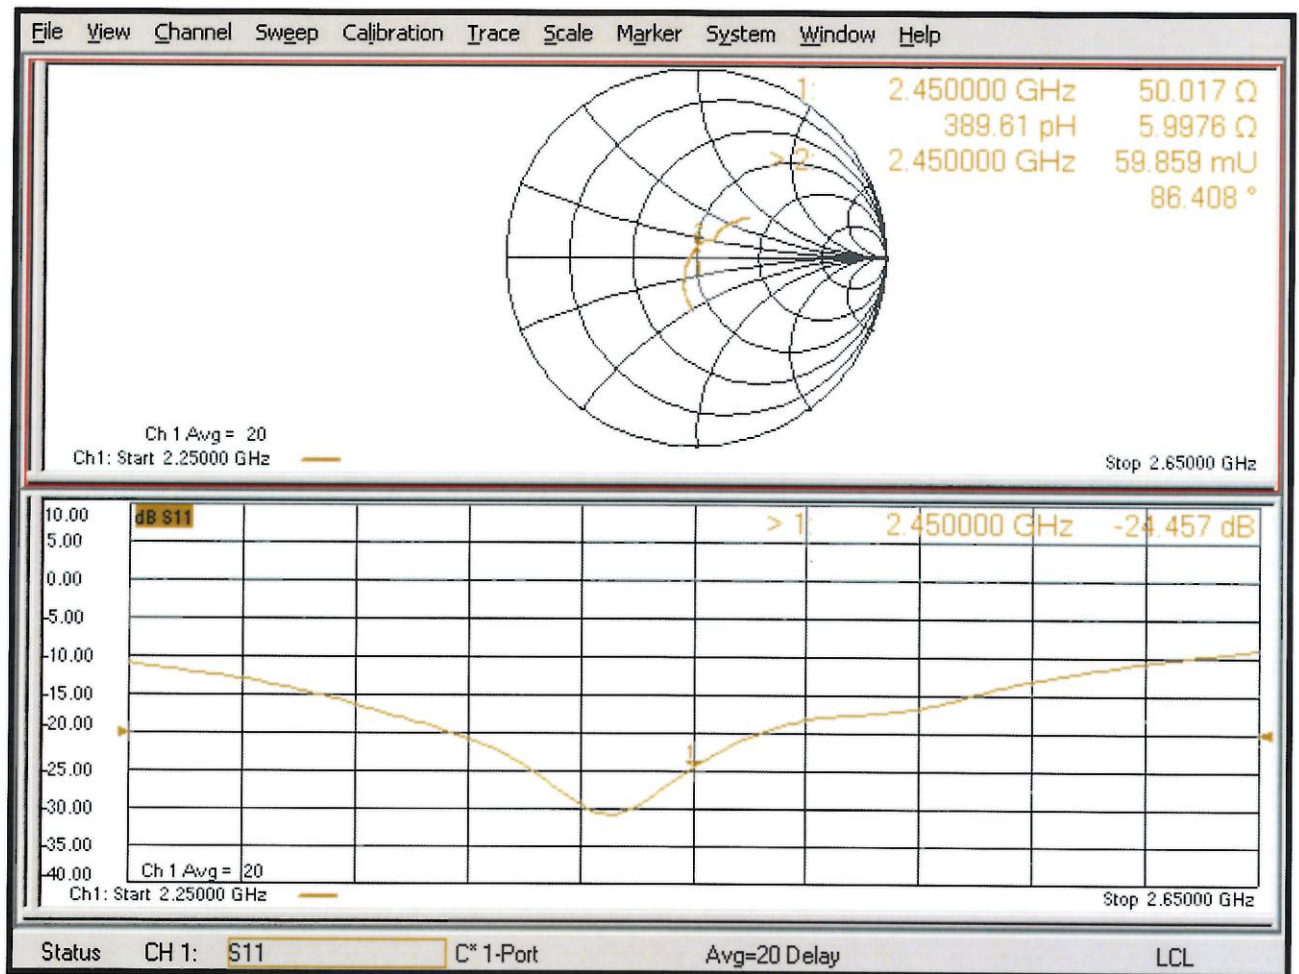 File View Channel Sweep Calibration Trace Scale Marker System Window Help
1: 2.450000 GHz 50.017 Ω
389.61 pH 5.9976 Ω
> 2: 2.450000 GHz 59.859 mU
86.408 °
Ch 1 Avg = 20
Ch1: Start 2.25000 GHz
Stop 2.65000 GHz
10.00
5.00
0.00
-5.00
-10.00
-15.00
-20.00
-25.00
-30.00
-35.00
-40.00
dB S11
> 1: 2.450000 GHz -24.457 dB
1
Ch 1 Avg = 20
Ch1: Start 2.25000 GHz
Stop 2.65000 GHz
Status CH 1: S11 C* 1-Port Avg=20 Delay LCL